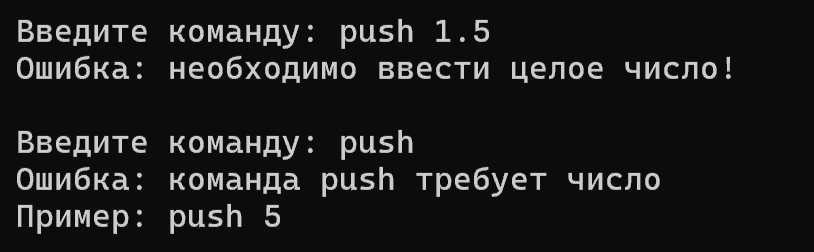 Введите команду: push 1.5
Ошибка: необходимо ввести целое число!
Введите команду: push
Ошибка: команда push требует число
Пример: push 5